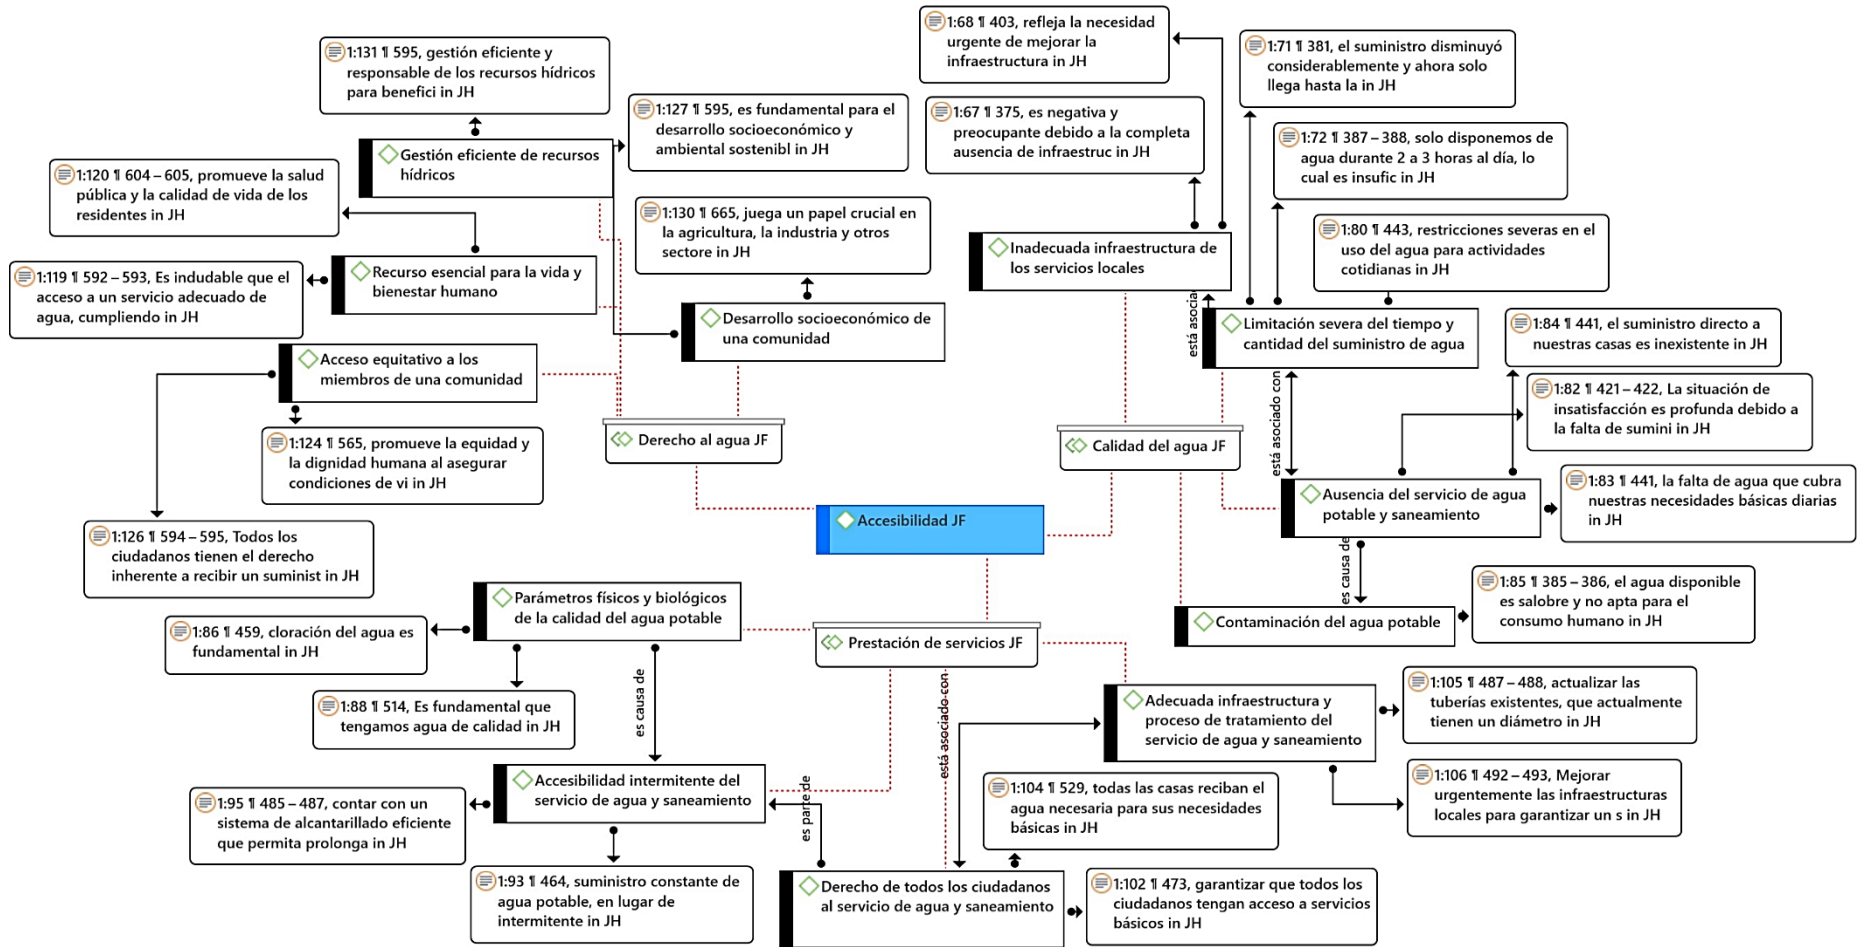 1:68 ¶ 403, refleja la necesidad
urgente de mejorar la
infraestructura in JH
1:71 ¶ 381, el suministro disminuyó
considerablemente y ahora solo
llega hasta la in JH
1:131 ¶ 595, gestión eficiente y
responsable de los recursos hídricos
para benefici in JH
1:127 ¶ 595, es fundamental para el
desarrollo socioeconómico y
ambiental sostenibl in JH
1:67 ¶ 375, es negativa y
preocupante debido a la completa
ausencia de infraestruc in JH
1:72 ¶ 387 – 388, solo disponemos de
agua durante 2 a 3 horas al día, lo
cual es insufic in JH
Gestión eficiente de recursos
hídricos
1:120 ¶ 604 – 605, promueve la salud
pública y la calidad de vida de los
residentes in JH
1:130 ¶ 665, juega un papel crucial en
la agricultura, la industria y otros
sectore in JH
1:80 ¶ 443, restricciones severas en el
uso del agua para actividades
cotidianas in JH
Inadecuada infraestructura de
los servicios locales
Recurso esencial para la vida y
bienestar humano
1:119 ¶ 592 – 593, Es indudable que el
acceso a un servicio adecuado de
agua, cumpliendo in JH
Desarrollo socioeconómico de
una comunidad
está asocia
Limitación severa del tiempo y
cantidad del suministro de agua
1:84 ¶ 441, el suministro directo a
nuestras casas es inexistente in JH
Acceso equitativo a los
miembros de una comunidad
1:82 ¶ 421 – 422, La situación de
insatisfacción es profunda debido a
la falta de sumini in JH
está asociado con
1:124 ¶ 565, promueve la equidad y
la dignidad humana al asegurar
condiciones de vi in JH
Derecho al agua JF
Calidad del agua JF
1:83 ¶ 441, la falta de agua que cubra
nuestras necesidades básicas diarias
in JH
Ausencia del servicio de agua
potable y saneamiento
Accesibilidad JF
1:126 ¶ 594 – 595, Todos los
ciudadanos tienen el derecho
inherente a recibir un suminist in JH
es causa de
1:85 ¶ 385 – 386, el agua disponible
es salobre y no apta para el
consumo humano in JH
Parámetros físicos y biológicos
de la calidad del agua potable
Contaminación del agua potable
1:86 ¶ 459, cloración del agua es
fundamental in JH
Prestación de servicios JF
1:88 ¶ 514, Es fundamental que
tengamos agua de calidad in JH
es causa de
está asociado con
Adecuada infraestructura y
proceso de tratamiento del
servicio de agua y saneamiento
1:105 ¶ 487 – 488, actualizar las
tuberías existentes, que actualmente
tienen un diámetro in JH
Accesibilidad intermitente del
servicio de agua y saneamiento
1:106 ¶ 492 – 493, Mejorar
urgentemente las infraestructuras
locales para garantizar un s in JH
1:95 ¶ 485 – 487, contar con un
sistema de alcantarillado eficiente
que permita prolonga in JH
es parte de
1:104 ¶ 529, todas las casas reciban el
agua necesaria para sus necesidades
básicas in JH
1:93 ¶ 464, suministro constante de
agua potable, en lugar de
intermitente in JH
Derecho de todos los ciudadanos
al servicio de agua y saneamiento
1:102 ¶ 473, garantizar que todos los
ciudadanos tengan acceso a servicios
básicos in JH